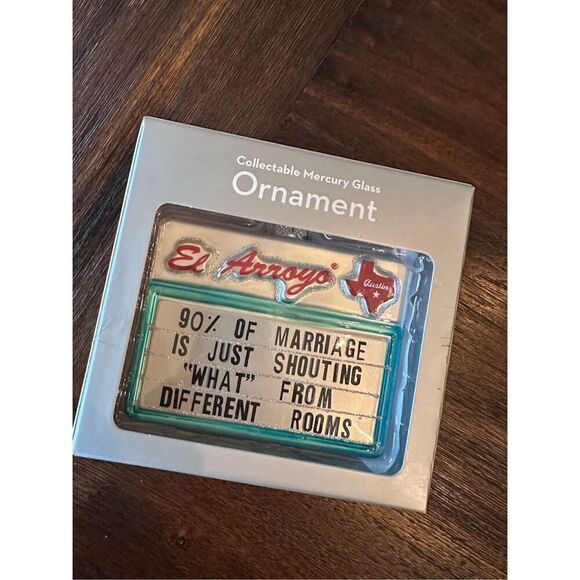 Collectable Mercury Glass
Ornament
El Arroyo®
Austin
90% OF MARRIAGE
IS JUST SHOUTING
"WHAT" FROM
DIFFERENT ROOMS